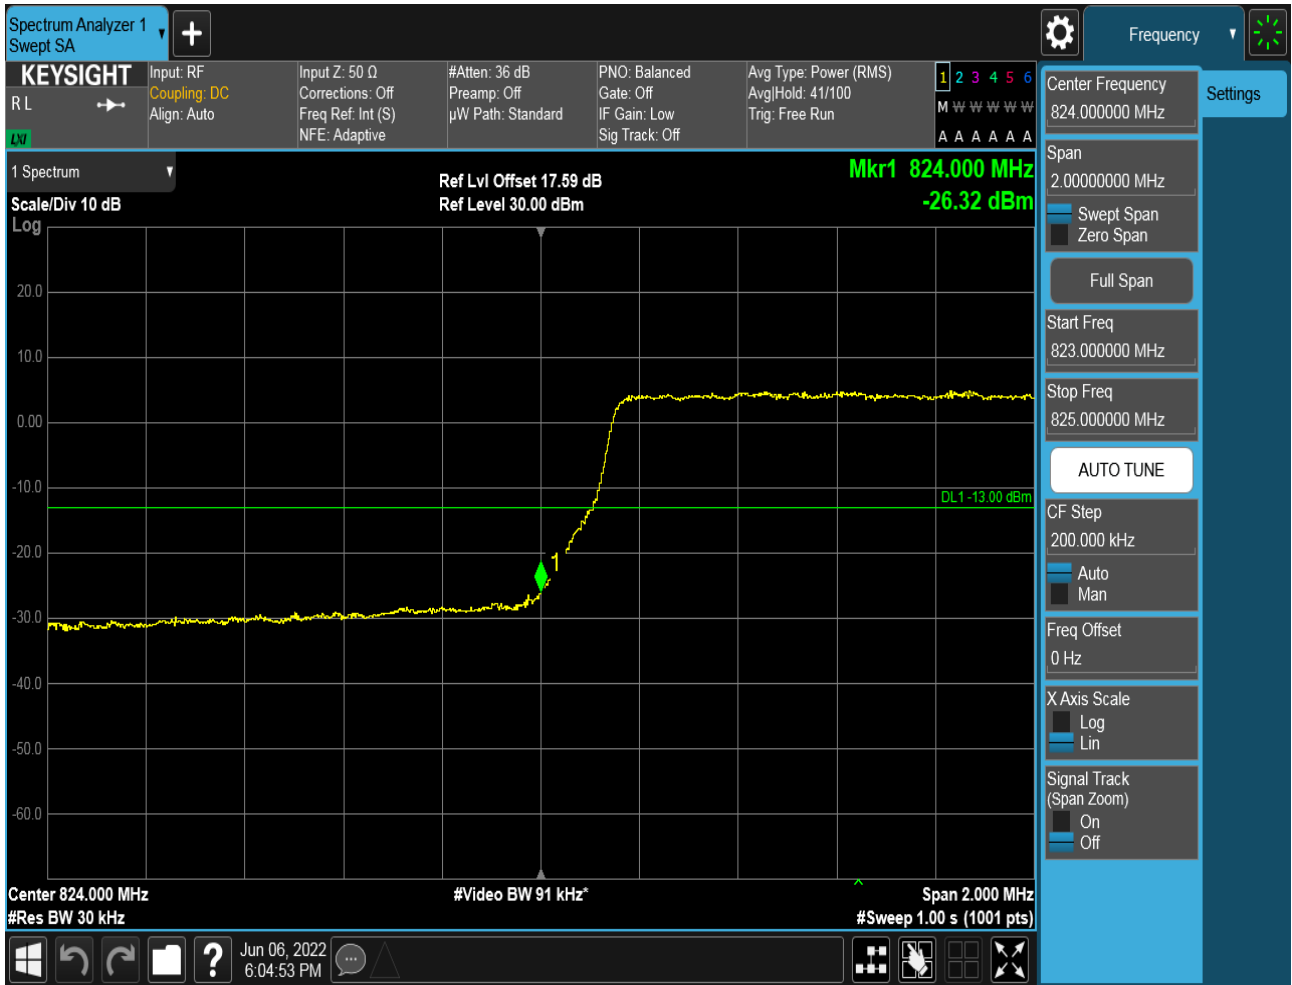 Spectrum Analyzer 1
Swept SA
Frequency
KEYSIGHT
R L
LXI
Input: RF
Coupling: DC
Align: Auto
Input Z: 50 Ω
Corrections: Off
Freq Ref: Int (S)
NFE: Adaptive
#Atten: 36 dB
Preamp: Off
µW Path: Standard
PNO: Balanced
Gate: Off
IF Gain: Low
Sig Track: Off
Avg Type: Power (RMS)
Avg|Hold: 41/100
Trig: Free Run
1 2 3 4 5 6
M W W W W W
A A A A A A
1 Spectrum
Scale/Div 10 dB
Log
Ref Lvl Offset 17.59 dB
Ref Level 30.00 dBm
Mkr1 824.000 MHz
-26.32 dBm
20.0
10.0
0.00
-10.0
-20.0
-30.0
-40.0
-50.0
-60.0
DL1 -13.00 dBm
1
Center 824.000 MHz
#Res BW 30 kHz
#Video BW 91 kHz*
Span 2.000 MHz
#Sweep 1.00 s (1001 pts)
Jun 06, 2022
6:04:53 PM
?
Center Frequency
824.000000 MHz
Settings
Span
2.00000000 MHz
Swept Span
Zero Span
Full Span
Start Freq
823.000000 MHz
Stop Freq
825.000000 MHz
AUTO TUNE
CF Step
200.000 kHz
Auto
Man
Freq Offset
0 Hz
X Axis Scale
Log
Lin
Signal Track
(Span Zoom)
On
Off